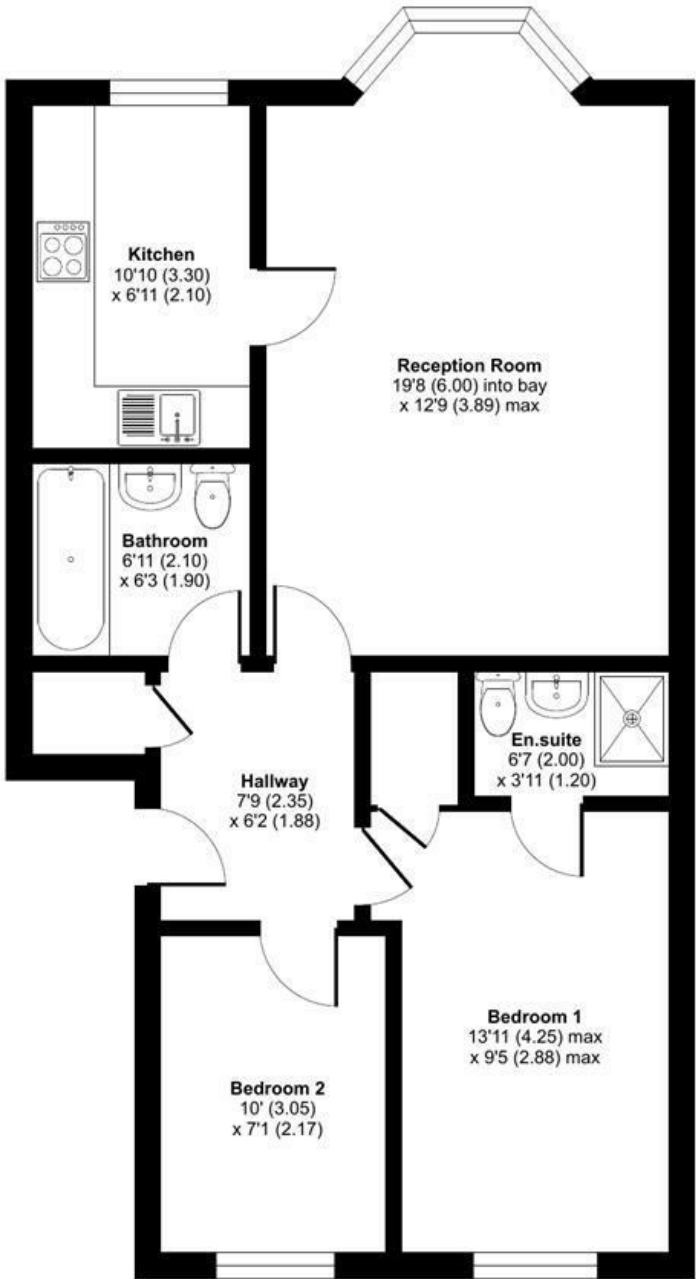 Kitchen
10'10 (3.30)
x 6'11 (2.10)
Reception Room
19'8 (6.00) into bay
x 12'9 (3.89) max
Bathroom
6'11 (2.10)
x 6'3 (1.90)
En.suite
6'7 (2.00)
x 3'11 (1.20)
Hallway
7'9 (2.35)
x 6'2 (1.88)
Bedroom 1
13'11 (4.25) max
x 9'5 (2.88) max
Bedroom 2
10' (3.05)
x 7'1 (2.17)